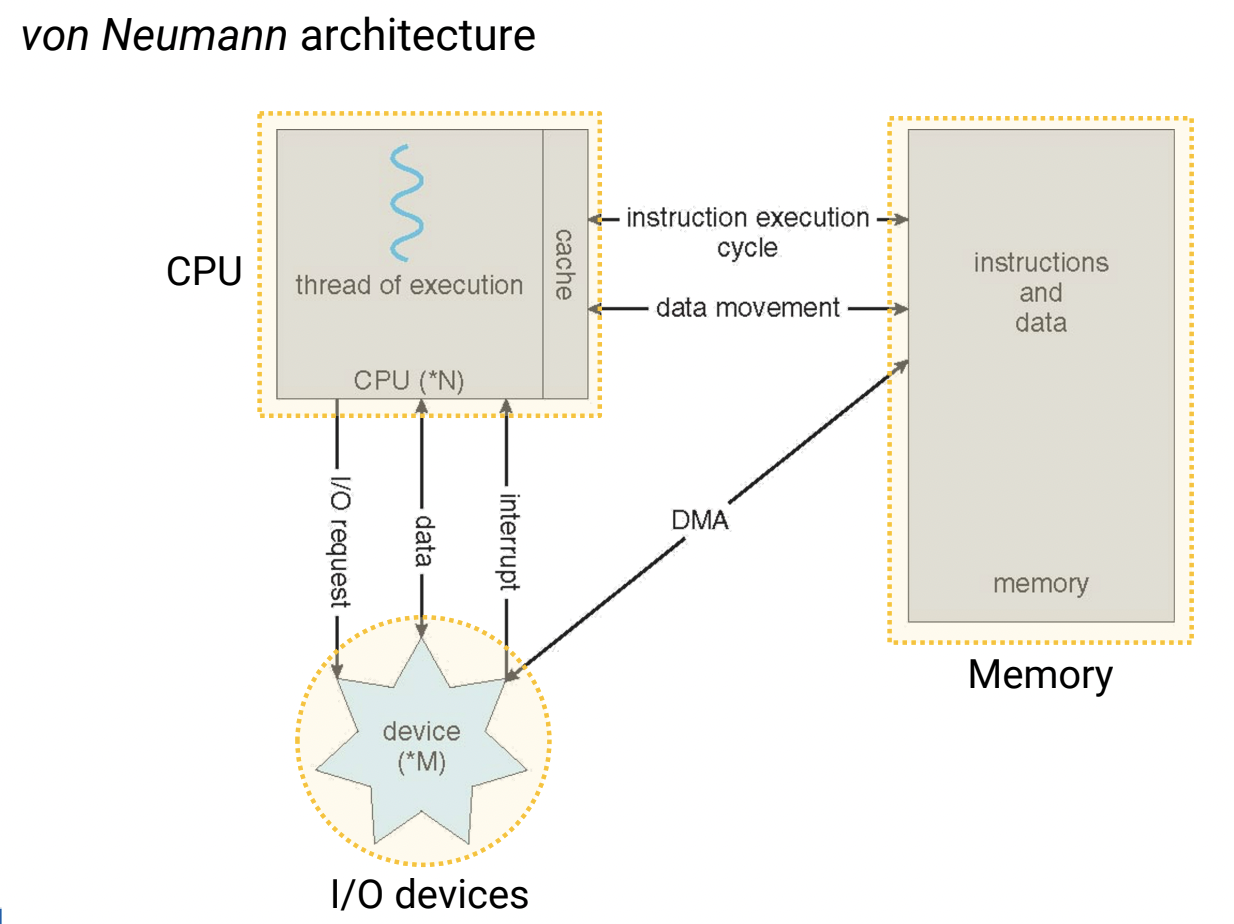 von Neumann architecture
CPU
thread of execution
cache
CPU (*N)
instruction execution
cycle
data movement
instructions
and
data
memory
Memory
I/O request
data
interrupt
DMA
device
(*M)
I/O devices